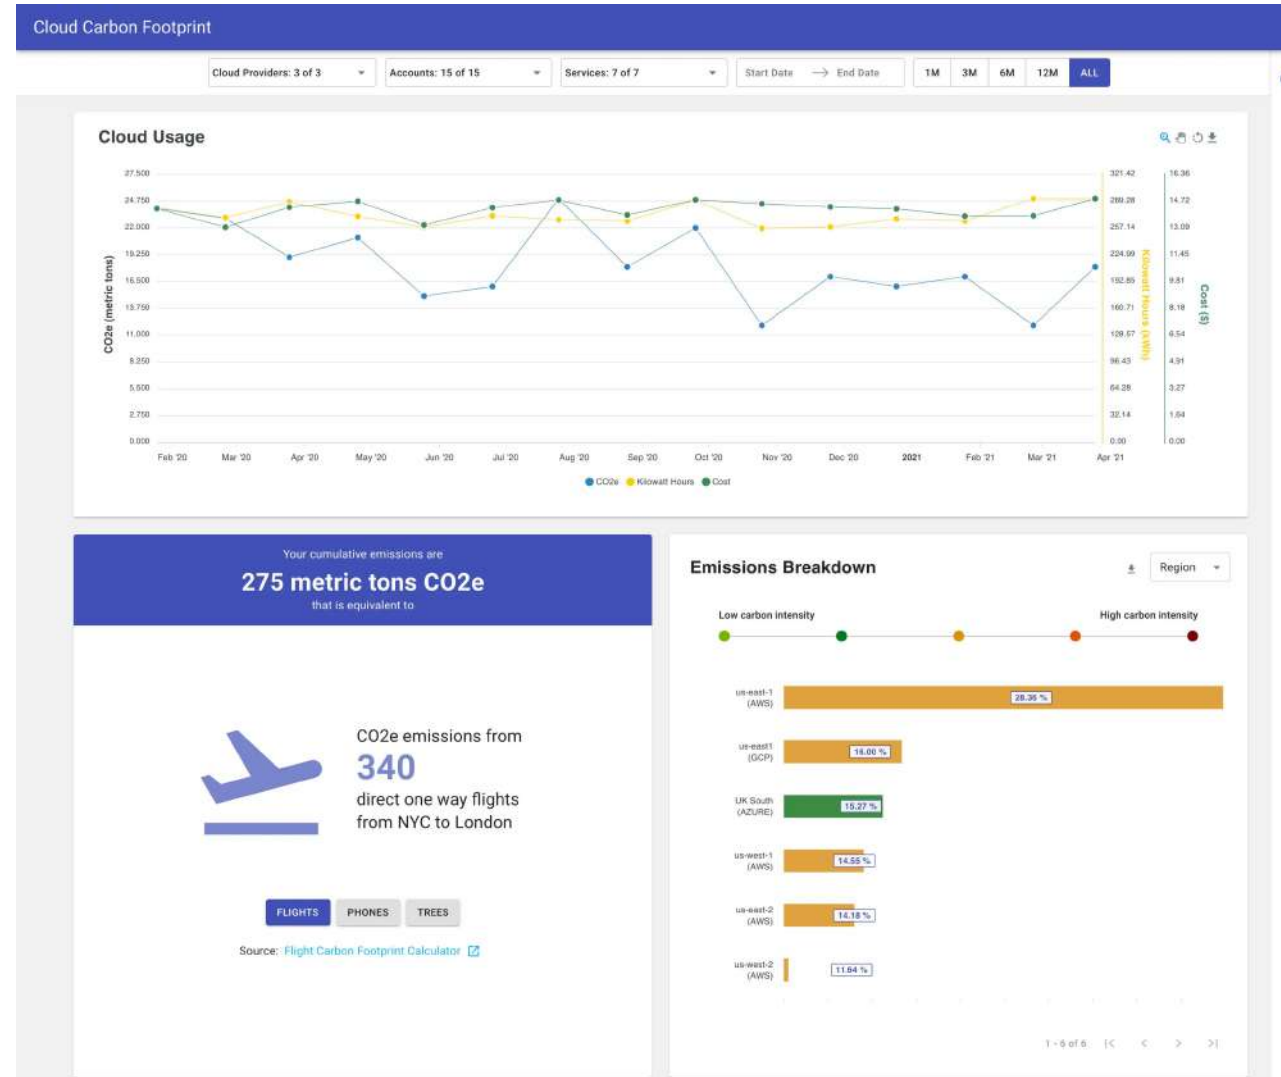 Cloud Carbon Footprint
Cloud Providers: 3 of 3
Accounts: 15 of 15
Services: 7 of 7
Start Date → End Date
1M 3M 6M 12M ALL
Cloud Usage
CO2e (metric tons)
27.500
24.750
22.000
19.250
16.500
13.750
11.000
8.250
5.500
2.750
0.000
321.42
289.28
257.14
224.99
192.85
160.71
128.57
96.43
64.28
32.14
0.00
Kilowatt Hours (kWh)
16.36
14.72
13.09
11.45
9.81
8.18
6.54
4.91
3.27
1.64
0.00
Cost ($)
Feb '20 Mar '20 Apr '20 May '20 Jun '20 Jul '20 Aug '20 Sep '20 Oct '20 Nov '20 Dec '20 2021 Feb '21 Mar '21 Apr '21
CO2e Kilowatt Hours Cost
Your cumulative emissions are
275 metric tons CO2e
that is equivalent to
CO2e emissions from
340
direct one way flights
from NYC to London
FLIGHTS PHONES TREES
Source: Flight Carbon Footprint Calculator
Emissions Breakdown
Region
Low carbon intensity High carbon intensity
us-east-1
(AWS)
28.36 %
us-east1
(GCP)
16.00 %
UK South
(AZURE)
15.27 %
us-west-1
(AWS)
14.55 %
us-east-2
(AWS)
14.18 %
us-west-2
(AWS)
11.64 %
1 - 6 of 6